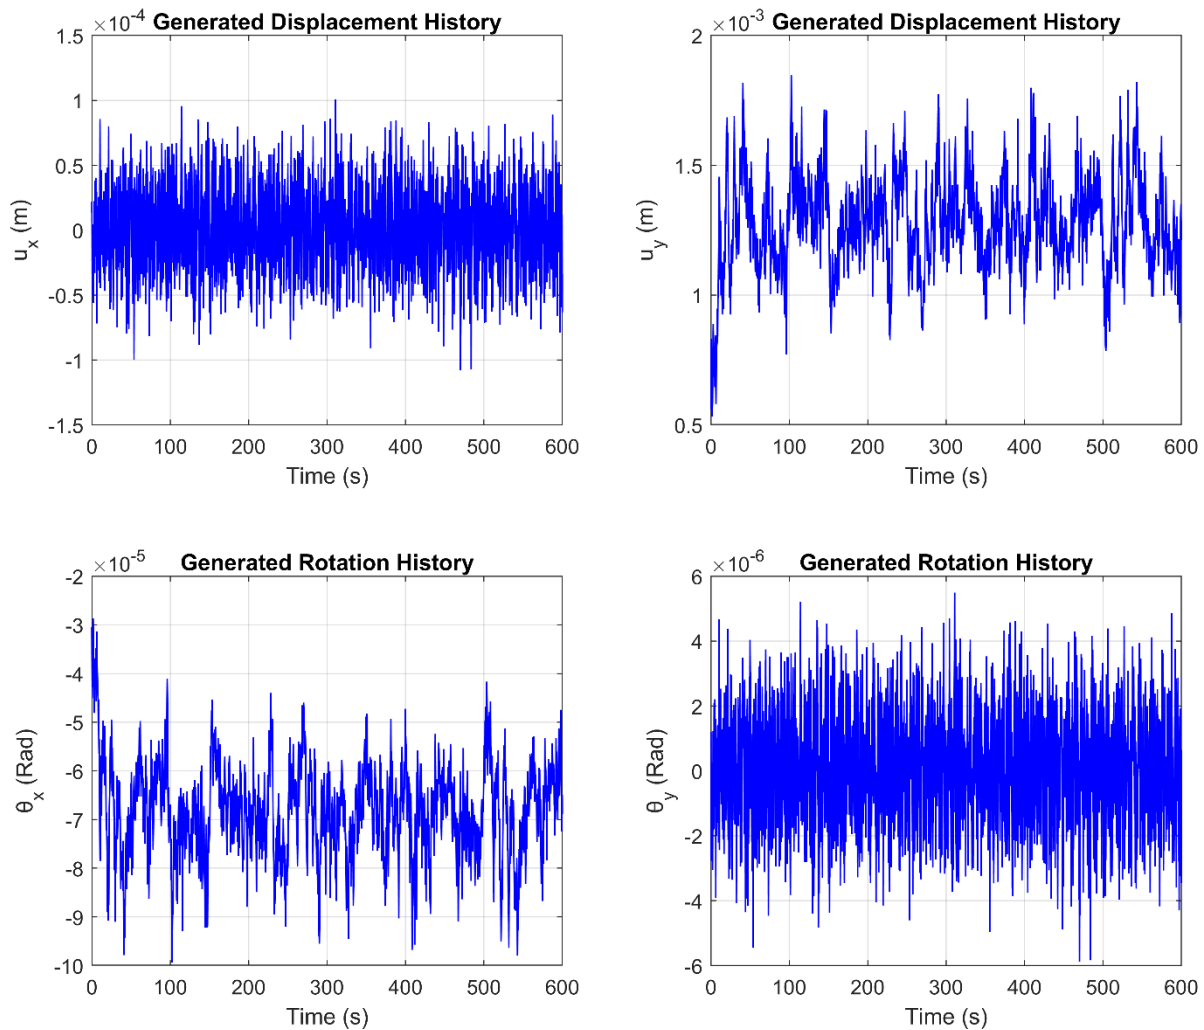 Generated Displacement History
×10^-4
1.5
1
0.5
0
-0.5
-1
-1.5
u_x (m)
0 100 200 300 400 500 600
Time (s)
Generated Displacement History
×10^-3
2
1.5
1
0.5
u_y (m)
0 100 200 300 400 500 600
Time (s)
Generated Rotation History
×10^-5
-2
-3
-4
-5
-6
-7
-8
-9
-10
θ_x (Rad)
0 100 200 300 400 500 600
Time (s)
Generated Rotation History
×10^-6
6
4
2
0
-2
-4
-6
θ_y (Rad)
0 100 200 300 400 500 600
Time (s)